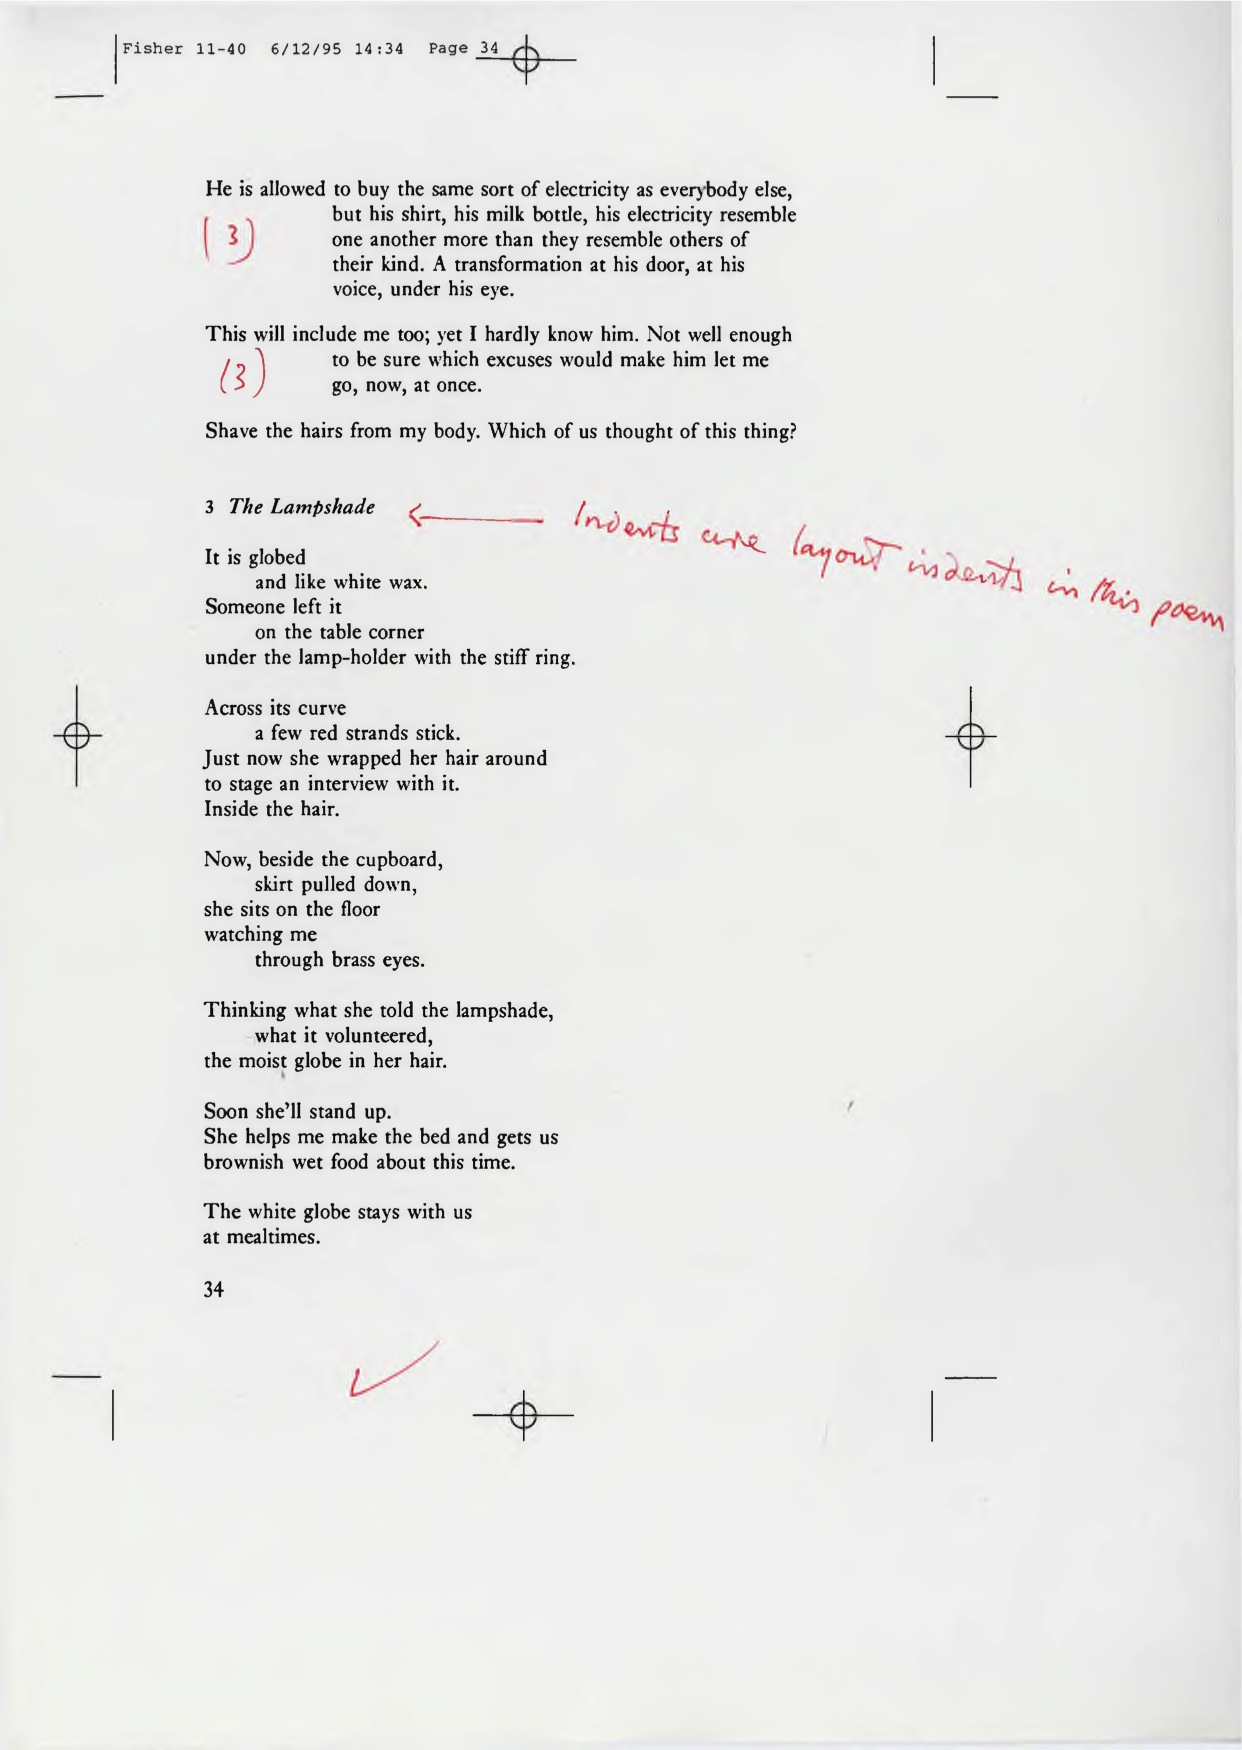 Fisher 11-40 6/12/95 14:34 Page 34
He is allowed to buy the same sort of electricity as everybody else,
but his shirt, his milk bottle, his electricity resemble
(3)
one another more than they resemble others of
their kind. A transformation at his door, at his
voice, under his eye.
This will include me too; yet I hardly know him. Not well enough
to be sure which excuses would make him let me
(3)
go, now, at once.
Shave the hairs from my body. Which of us thought of this thing?
3 The Lampshade
Indents are layout indents in this poem
It is globed
and like white wax.
Someone left it
on the table corner
under the lamp-holder with the stiff ring.
Across its curve
a few red strands stick.
Just now she wrapped her hair around
to stage an interview with it.
Inside the hair.
Now, beside the cupboard,
skirt pulled down,
she sits on the floor
watching me
through brass eyes.
Thinking what she told the lampshade,
what it volunteered,
the moist globe in her hair.
Soon she'll stand up.
She helps me make the bed and gets us
brownish wet food about this time.
The white globe stays with us
at mealtimes.
34